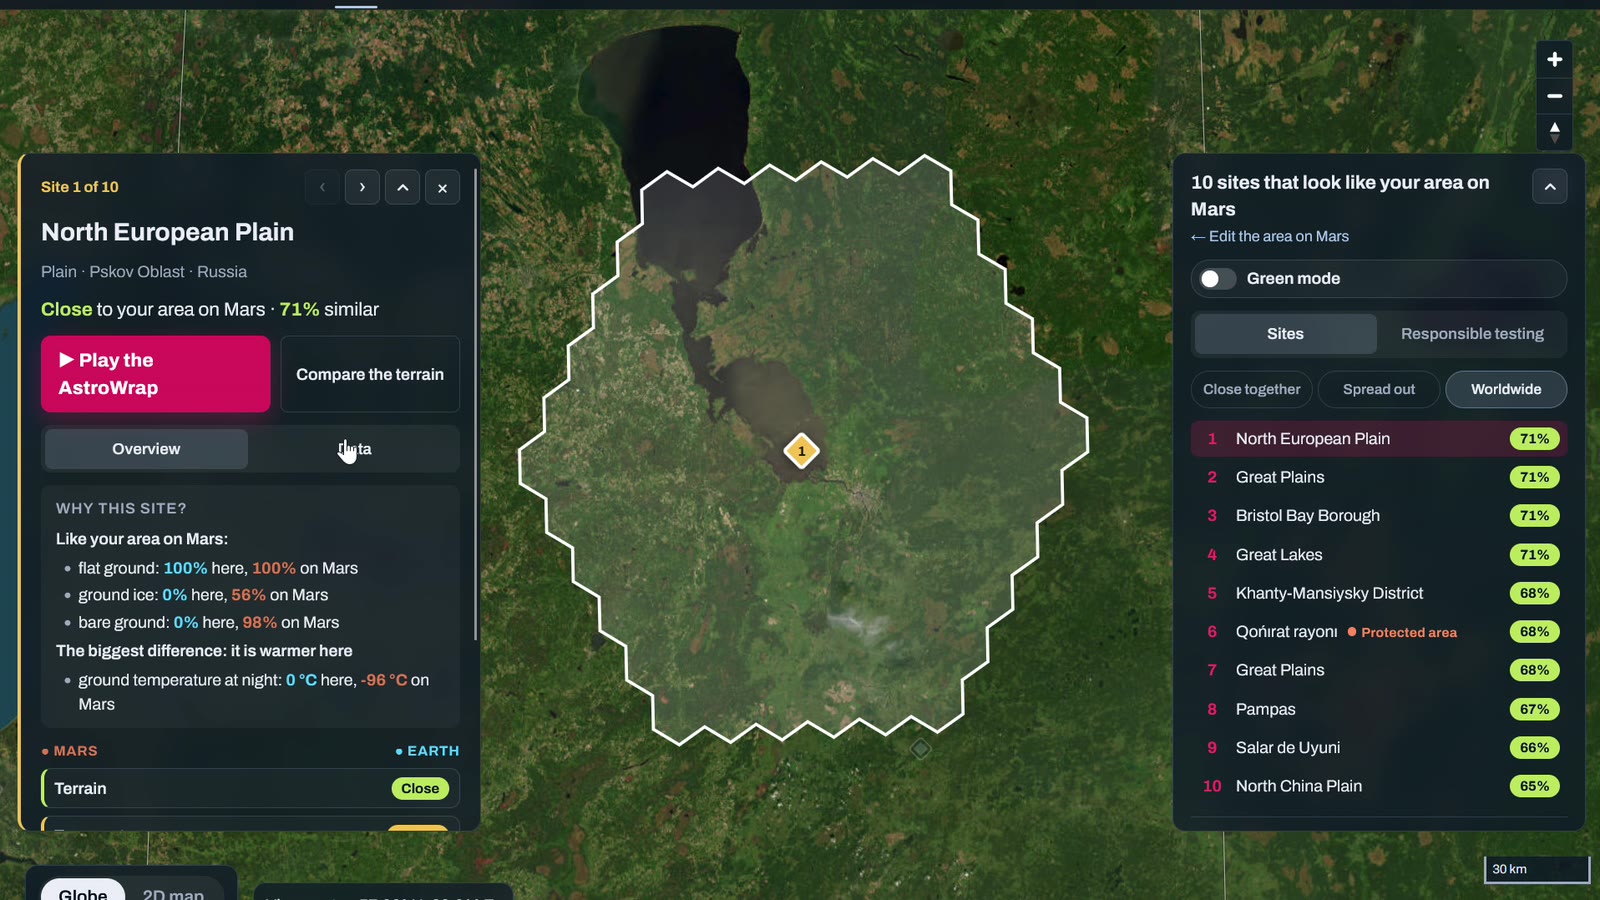 Site 1 of 10
North European Plain
Plain · Pskov Oblast · Russia
Close to your area on Mars · 71% similar
▶ Play the
AstroWrap
Compare the terrain
Overview
WHY THIS SITE?
Like your area on Mars:
• flat ground: 100% here, 100% on Mars
• ground ice: 0% here, 56% on Mars
• bare ground: 0% here, 98% on Mars
The biggest difference: it is warmer here
• ground temperature at night: 0 °C here, -96 °C on
Mars
• MARS
• EARTH
Terrain
Close
Globe
2D map
1
10 sites that look like your area on
Mars
← Edit the area on Mars
Green mode
Sites
Responsible testing
Close together
Spread out
Worldwide
1 North European Plain 71%
2 Great Plains 71%
3 Bristol Bay Borough 71%
4 Great Lakes 71%
5 Khanty-Mansiysky District 68%
6 Qońırat rayonı • Protected area 68%
7 Great Plains 68%
8 Pampas 67%
9 Salar de Uyuni 66%
10 North China Plain 65%
30 km